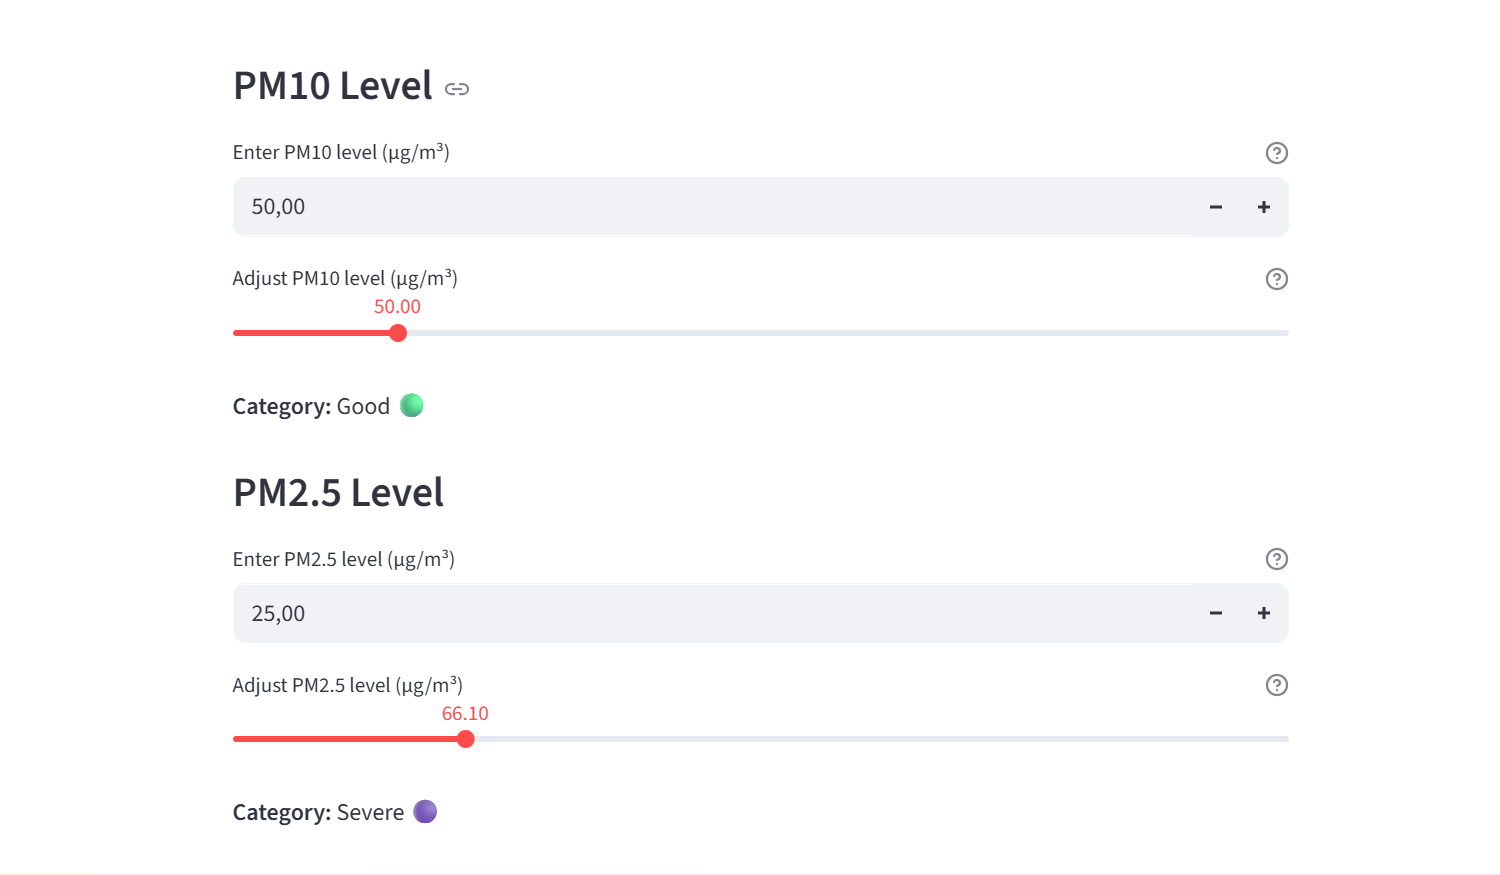 PM10 Level
Enter PM10 level (µg/m³)
50,00
Adjust PM10 level (µg/m³)
50.00
Category: Good
PM2.5 Level
Enter PM2.5 level (µg/m³)
25,00
Adjust PM2.5 level (µg/m³)
66.10
Category: Severe